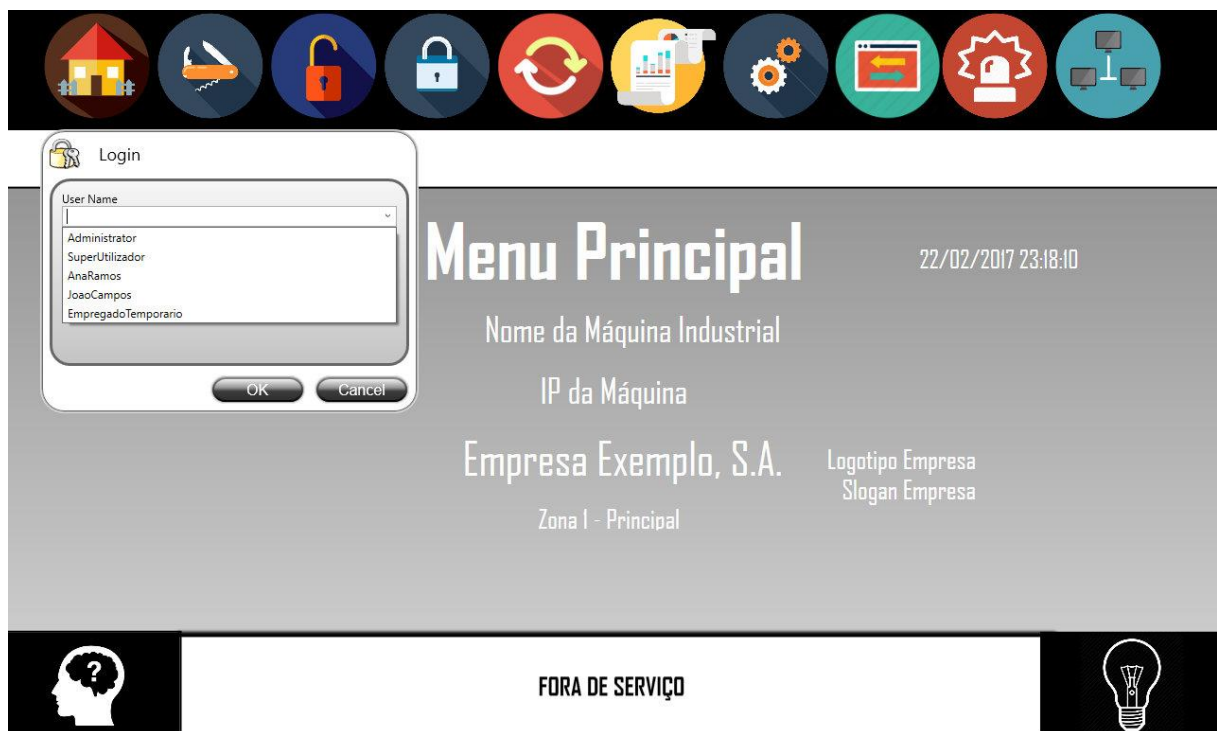 Login
User Name
Administrator
SuperUtilizador
AnaRamos
JoaoCampos
EmpregadoTemporario
OK
Cancel
Menu Principal
22/02/2017 23:18:10
Nome da Máquina Industrial
IP da Máquina
Empresa Exemplo, S.A.
Logotipo Empresa
Slogan Empresa
Zona 1 - Principal
?
FORA DE SERVIÇO